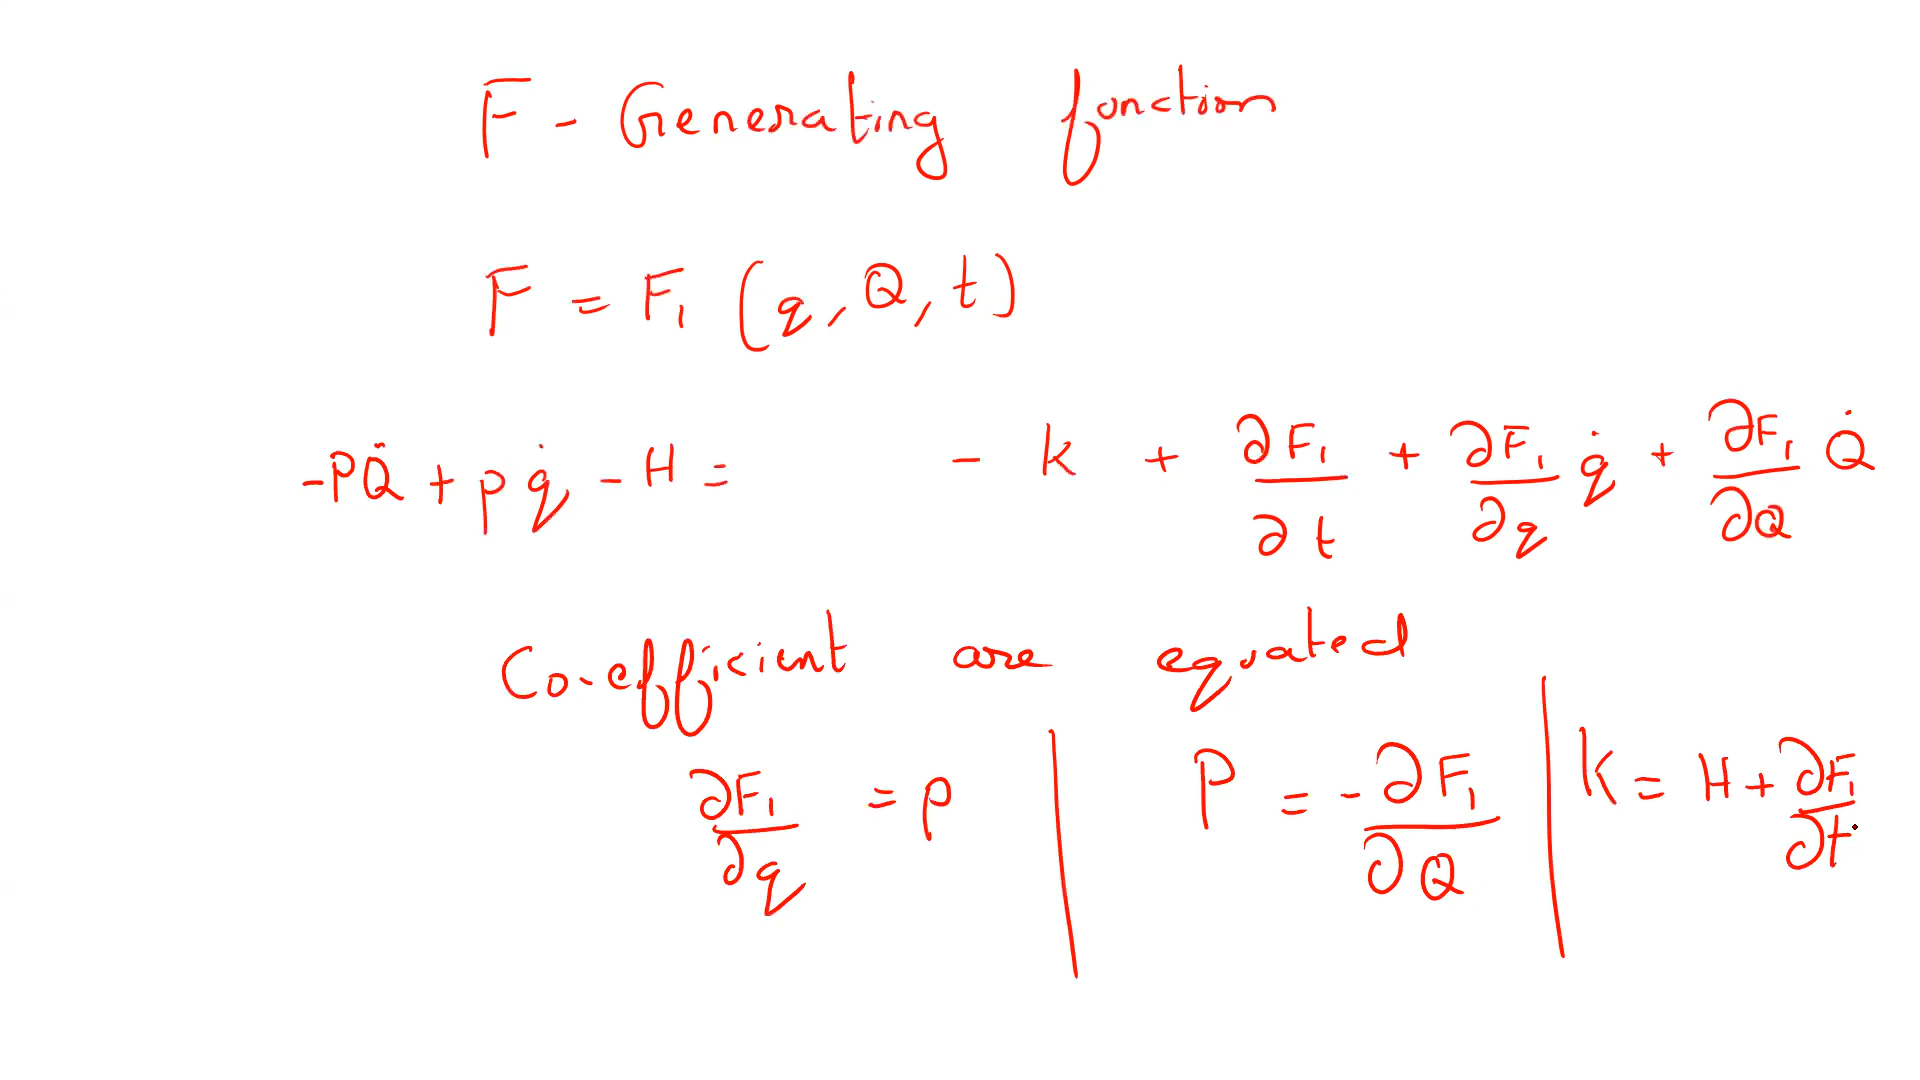 F - Generating function
F = F₁ (q, Q, t)
-PQ̈ + pq̇ - H = - k + ∂F₁/∂t + ∂F₁/∂q q̇ + ∂F₁/∂Q Q̇
Co-efficient are equated
∂F₁/∂q = p | P = -∂F₁/∂Q | K = H + ∂F₁/∂t